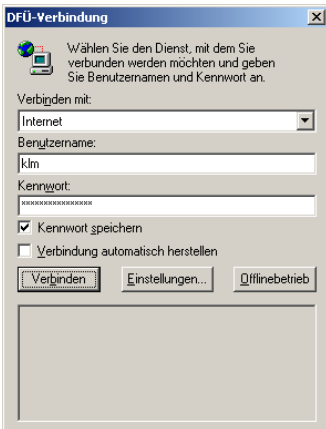 DFÜ-Verbindung
Wählen Sie den Dienst, mit dem Sie
verbunden werden möchten und geben
Sie Benutzernamen und Kennwort an.
Verbinden mit:
Internet
Benutzername:
klm
Kennwort:
****************
Kennwort speichern
Verbindung automatisch herstellen
Verbinden Einstellungen... Offlinebetrieb